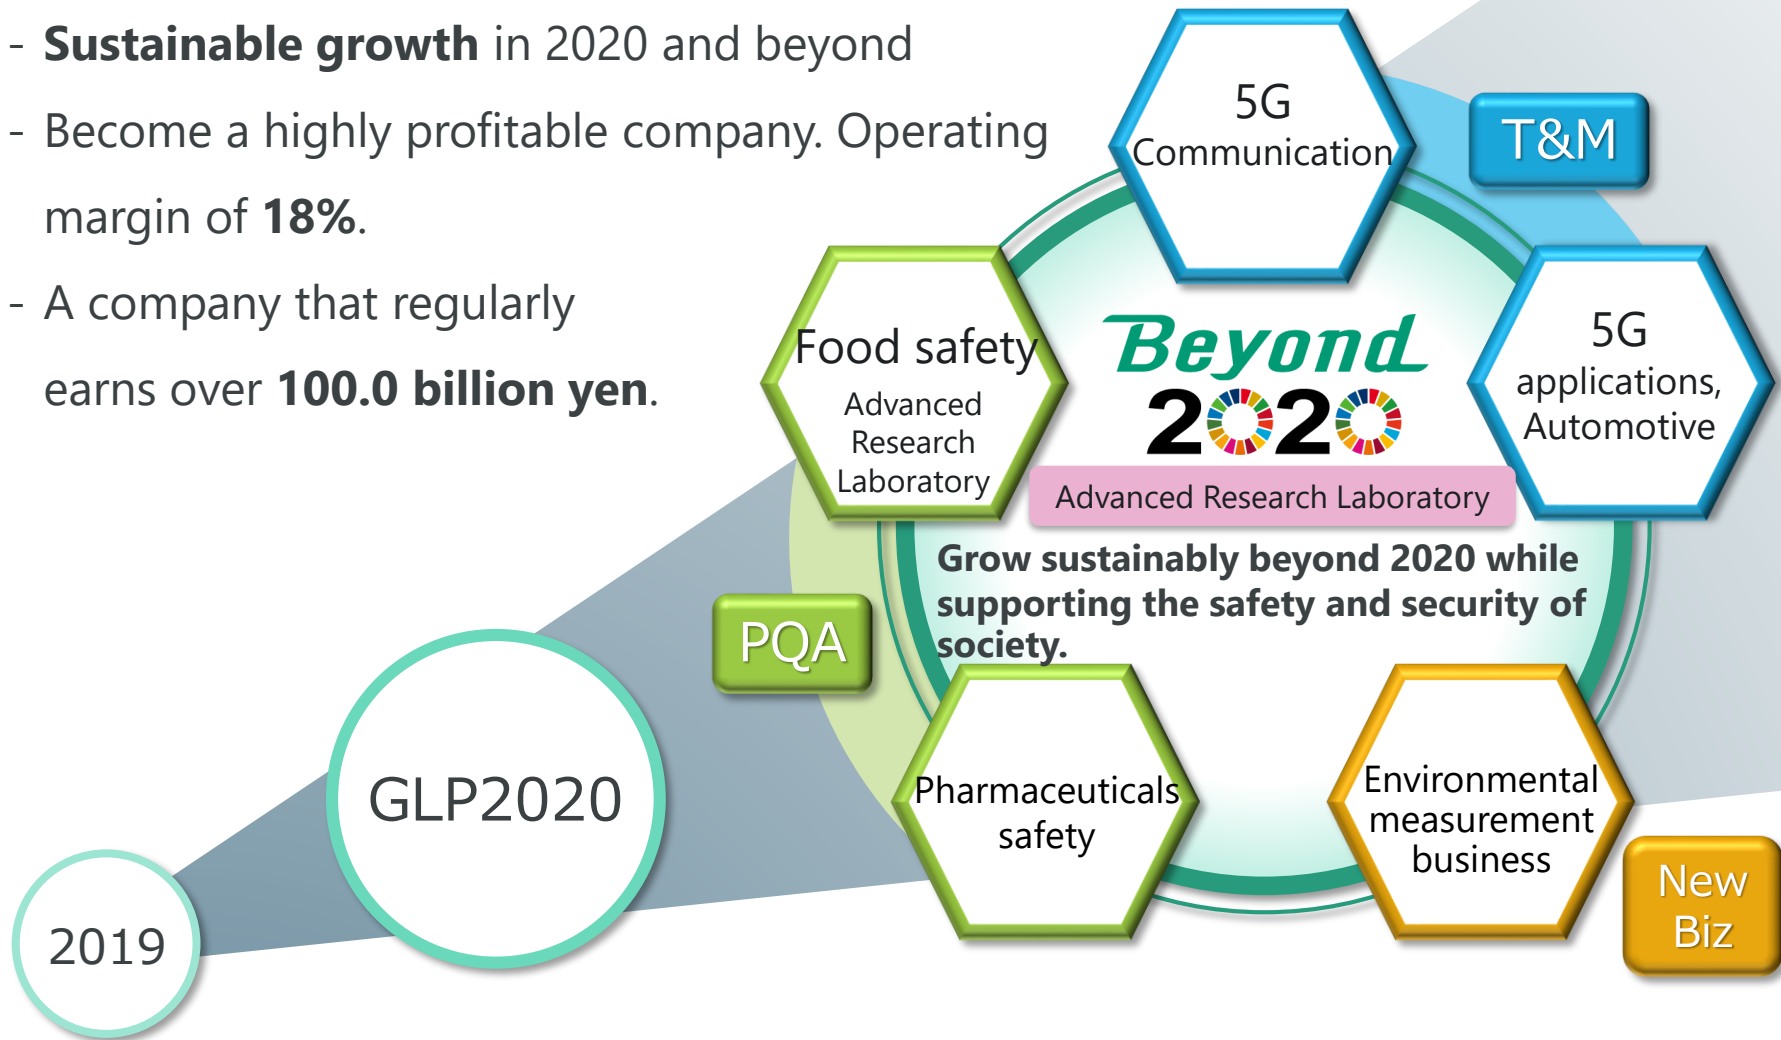 - Sustainable growth in 2020 and beyond
- Become a highly profitable company. Operating
margin of 18%.
- A company that regularly
earns over 100.0 billion yen.
5G
Communication
T&M
Food safety
Advanced
Research
Laboratory
Beyond
2020
5G
applications,
Automotive
Advanced Research Laboratory
Grow sustainably beyond 2020 while
supporting the safety and security of
society.
PQA
GLP2020
2019
Pharmaceuticals
safety
Environmental
measurement
business
New
Biz